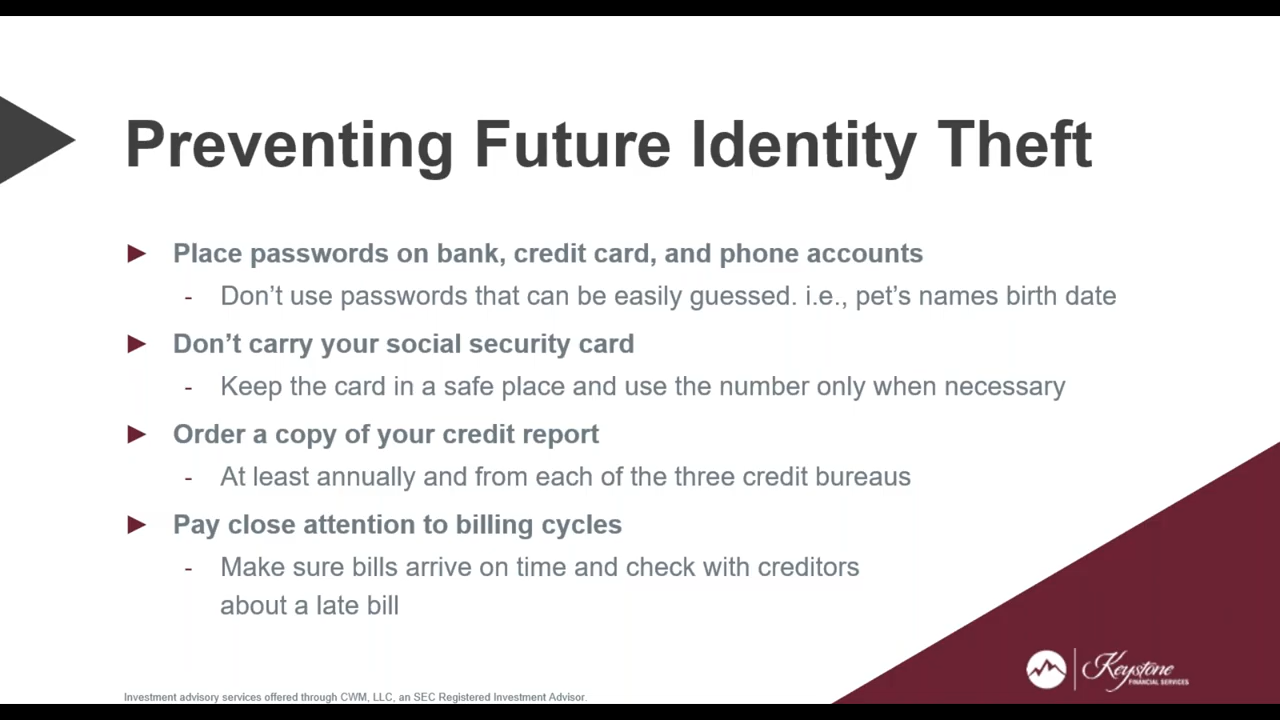 Preventing Future Identity Theft
► Place passwords on bank, credit card, and phone accounts
- Don’t use passwords that can be easily guessed. i.e., pet’s names birth date
► Don’t carry your social security card
- Keep the card in a safe place and use the number only when necessary
► Order a copy of your credit report
- At least annually and from each of the three credit bureaus
► Pay close attention to billing cycles
- Make sure bills arrive on time and check with creditors
about a late bill
Keystone
FINANCIAL SERVICES
Investment advisory services offered through CWM, LLC, an SEC Registered Investment Advisor.